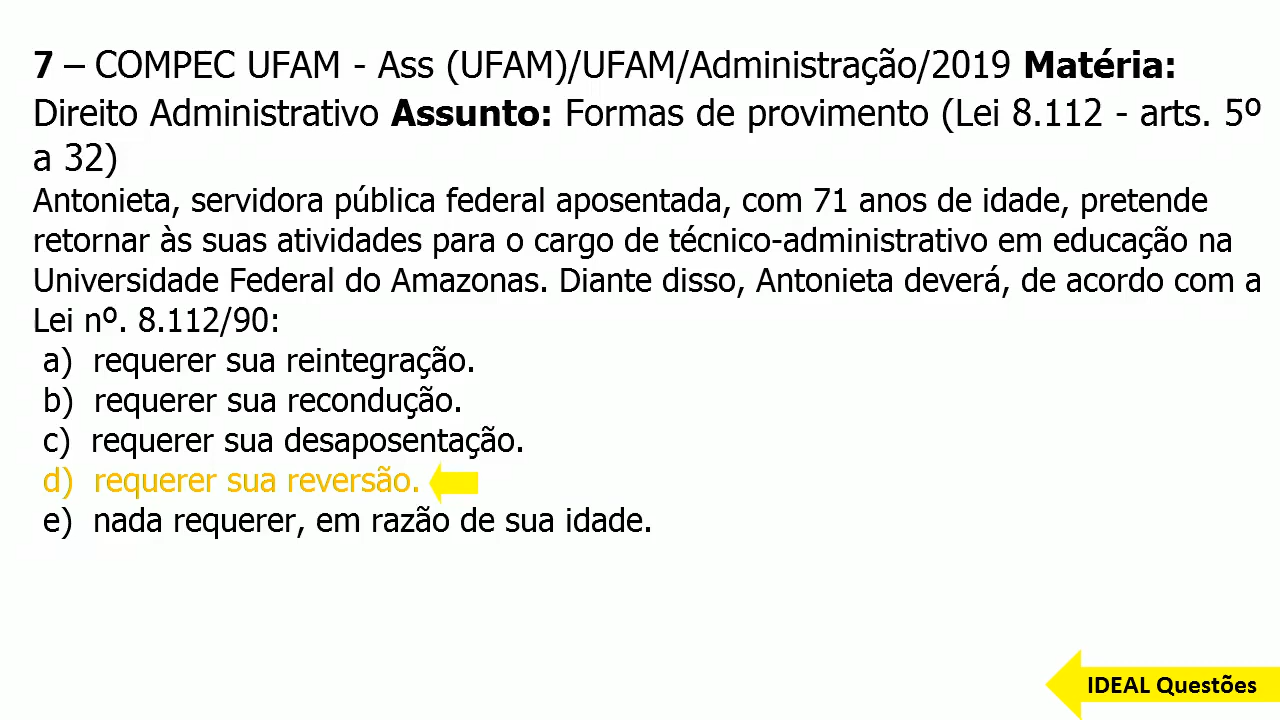 7 – COMPEC UFAM - Ass (UFAM)/UFAM/Administração/2019 Matéria:
Direito Administrativo Assunto: Formas de provimento (Lei 8.112 - arts. 5º
a 32)
Antonieta, servidora pública federal aposentada, com 71 anos de idade, pretende
retornar às suas atividades para o cargo de técnico-administrativo em educação na
Universidade Federal do Amazonas. Diante disso, Antonieta deverá, de acordo com a
Lei nº. 8.112/90:
a) requerer sua reintegração.
b) requerer sua recondução.
c) requerer sua desaposentação.
d) requerer sua reversão.
e) nada requerer, em razão de sua idade.
IDEAL Questões